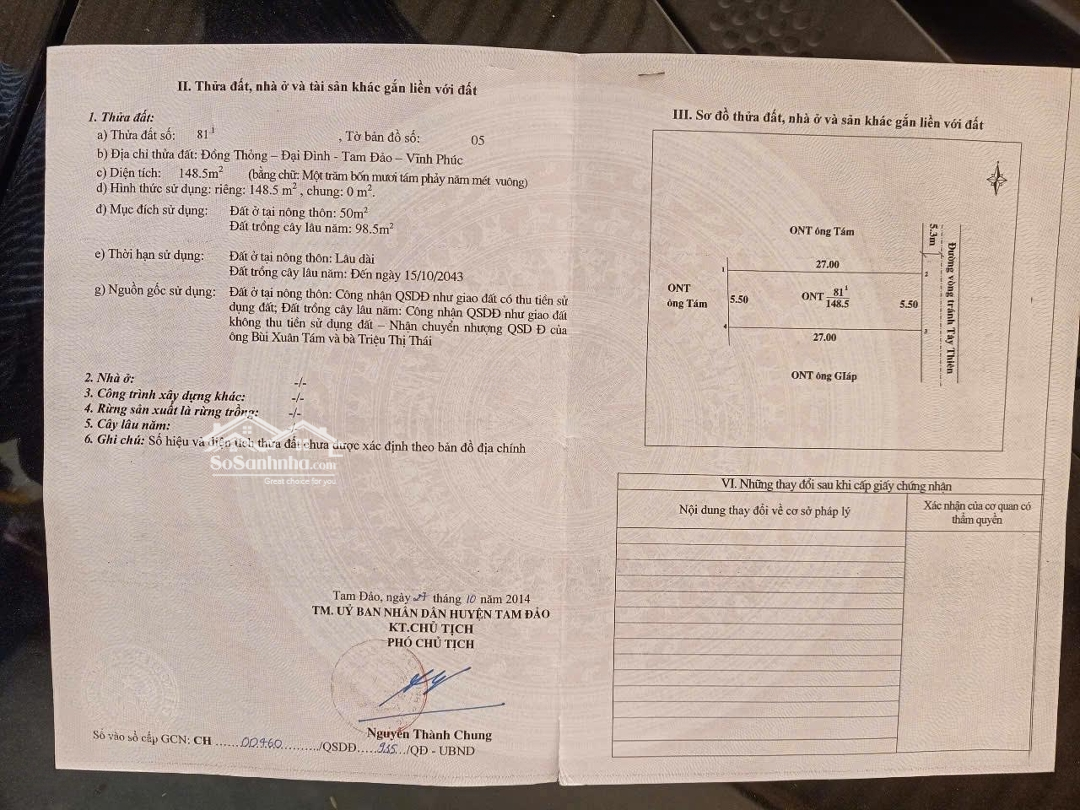 II. Thửa đất, nhà ở và tài sản khác gắn liền với đất
1. Thửa đất:
a) Thửa đất số: 81¹ , Tờ bản đồ số: 05
b) Địa chỉ thửa đất: Đồng Thỏng – Đại Đình - Tam Đảo – Vĩnh Phúc
c) Diện tích: 148.5m² (bằng chữ: Một trăm bốn mươi tám phảy năm mét vuông)
d) Hình thức sử dụng: riêng: 148.5 m² , chung: 0 m².
đ) Mục đích sử dụng: Đất ở tại nông thôn: 50m²
Đất trồng cây lâu năm: 98.5m²
e) Thời hạn sử dụng: Đất ở tại nông thôn: Lâu dài
Đất trồng cây lâu năm: Đến ngày 15/10/2043
g) Nguồn gốc sử dụng: Đất ở tại nông thôn: Công nhận QSDĐ như giao đất có thu tiền sử
dụng đất; Đất trồng cây lâu năm: Công nhận QSDĐ như giao đất
không thu tiền sử dụng đất – Nhận chuyển nhượng QSD Đ của
ông Bùi Xuân Tám và bà Triệu Thị Thái
2. Nhà ở: -/-
3. Công trình xây dựng khác: -/-
4. Rừng sản xuất là rừng trồng: -/-
5. Cây lâu năm:
6. Ghi chú: Số hiệu và diện tích thửa đất chưa được xác định theo bản đồ địa chính
SoSanhnha.com
Great choice for you
Tam Đảo, ngày 27 tháng 10 năm 2014
TM. UỶ BAN NHÂN DÂN HUYỆN TAM ĐẢO
KT.CHỦ TỊCH
PHÓ CHỦ TỊCH
Nguyễn Thành Chung
Số vào sổ cấp GCN: CH ......00960........../QSDĐ.....955.../QĐ - UBND
III. Sơ đồ thửa đất, nhà ở và sản khác gắn liền với đất
ONT ông Tám
5.3m
Đường vòng tránh Tây Thiên
27.00
1
2
ONT
ông Tám
5.50
ONT 81¹/148.5
5.50
4
3
27.00
ONT ông GIáp
VI. Những thay đổi sau khi cấp giấy chứng nhận
Nội dung thay đổi về cơ sở pháp lý
Xác nhận của cơ quan có
thẩm quyền